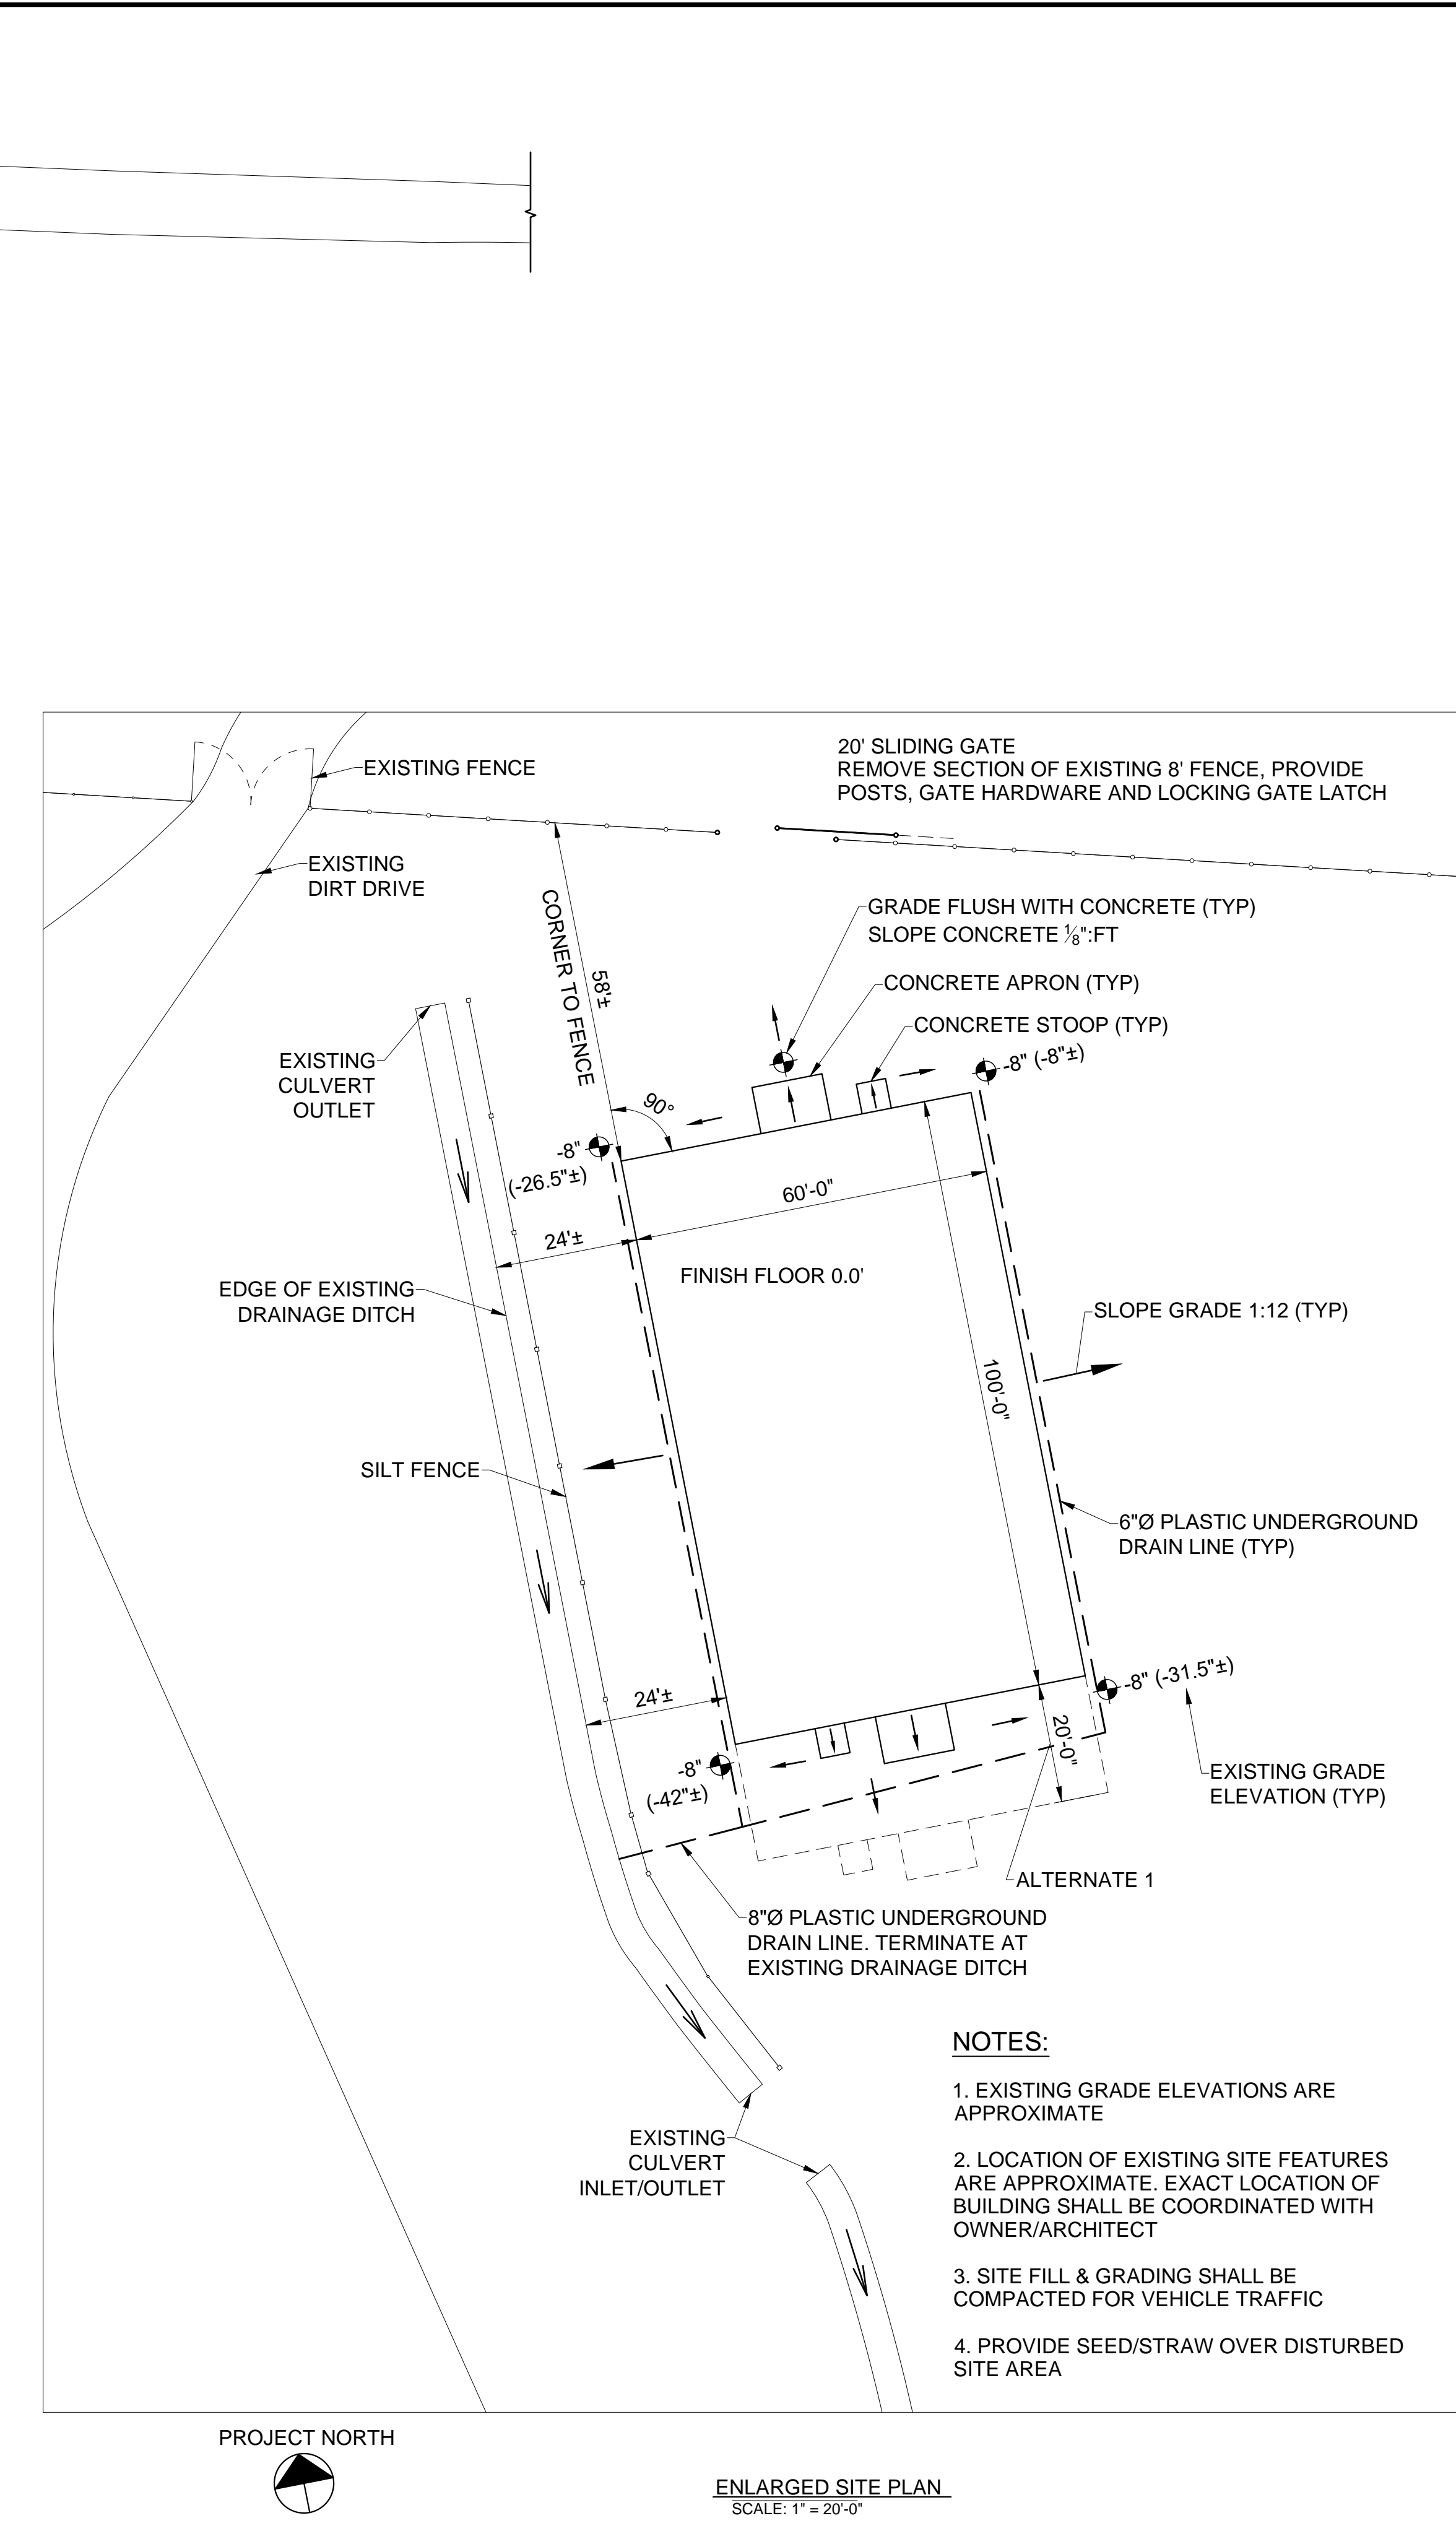 EXISTING FENCE
20' SLIDING GATE
REMOVE SECTION OF EXISTING 8' FENCE, PROVIDE
POSTS, GATE HARDWARE AND LOCKING GATE LATCH
EXISTING
DIRT DRIVE
CORNER TO FENCE
58'±
GRADE FLUSH WITH CONCRETE (TYP)
SLOPE CONCRETE ⅛":FT
CONCRETE APRON (TYP)
CONCRETE STOOP (TYP)
EXISTING
CULVERT
OUTLET
90°
-8" (-8"±)
-8"
(-26.5"±)
60'-0"
24'±
FINISH FLOOR 0.0'
EDGE OF EXISTING
DRAINAGE DITCH
SLOPE GRADE 1:12 (TYP)
100'-0"
SILT FENCE
6"Ø PLASTIC UNDERGROUND
DRAIN LINE (TYP)
24'±
-8" (-31.5"±)
20'-0"
-8"
(-42"±)
EXISTING GRADE
ELEVATION (TYP)
ALTERNATE 1
8"Ø PLASTIC UNDERGROUND
DRAIN LINE. TERMINATE AT
EXISTING DRAINAGE DITCH
NOTES:
1. EXISTING GRADE ELEVATIONS ARE
APPROXIMATE
2. LOCATION OF EXISTING SITE FEATURES
ARE APPROXIMATE. EXACT LOCATION OF
BUILDING SHALL BE COORDINATED WITH
OWNER/ARCHITECT
3. SITE FILL & GRADING SHALL BE
COMPACTED FOR VEHICLE TRAFFIC
4. PROVIDE SEED/STRAW OVER DISTURBED
SITE AREA
EXISTING
CULVERT
INLET/OUTLET
PROJECT NORTH
ENLARGED SITE PLAN
SCALE: 1" = 20'-0"